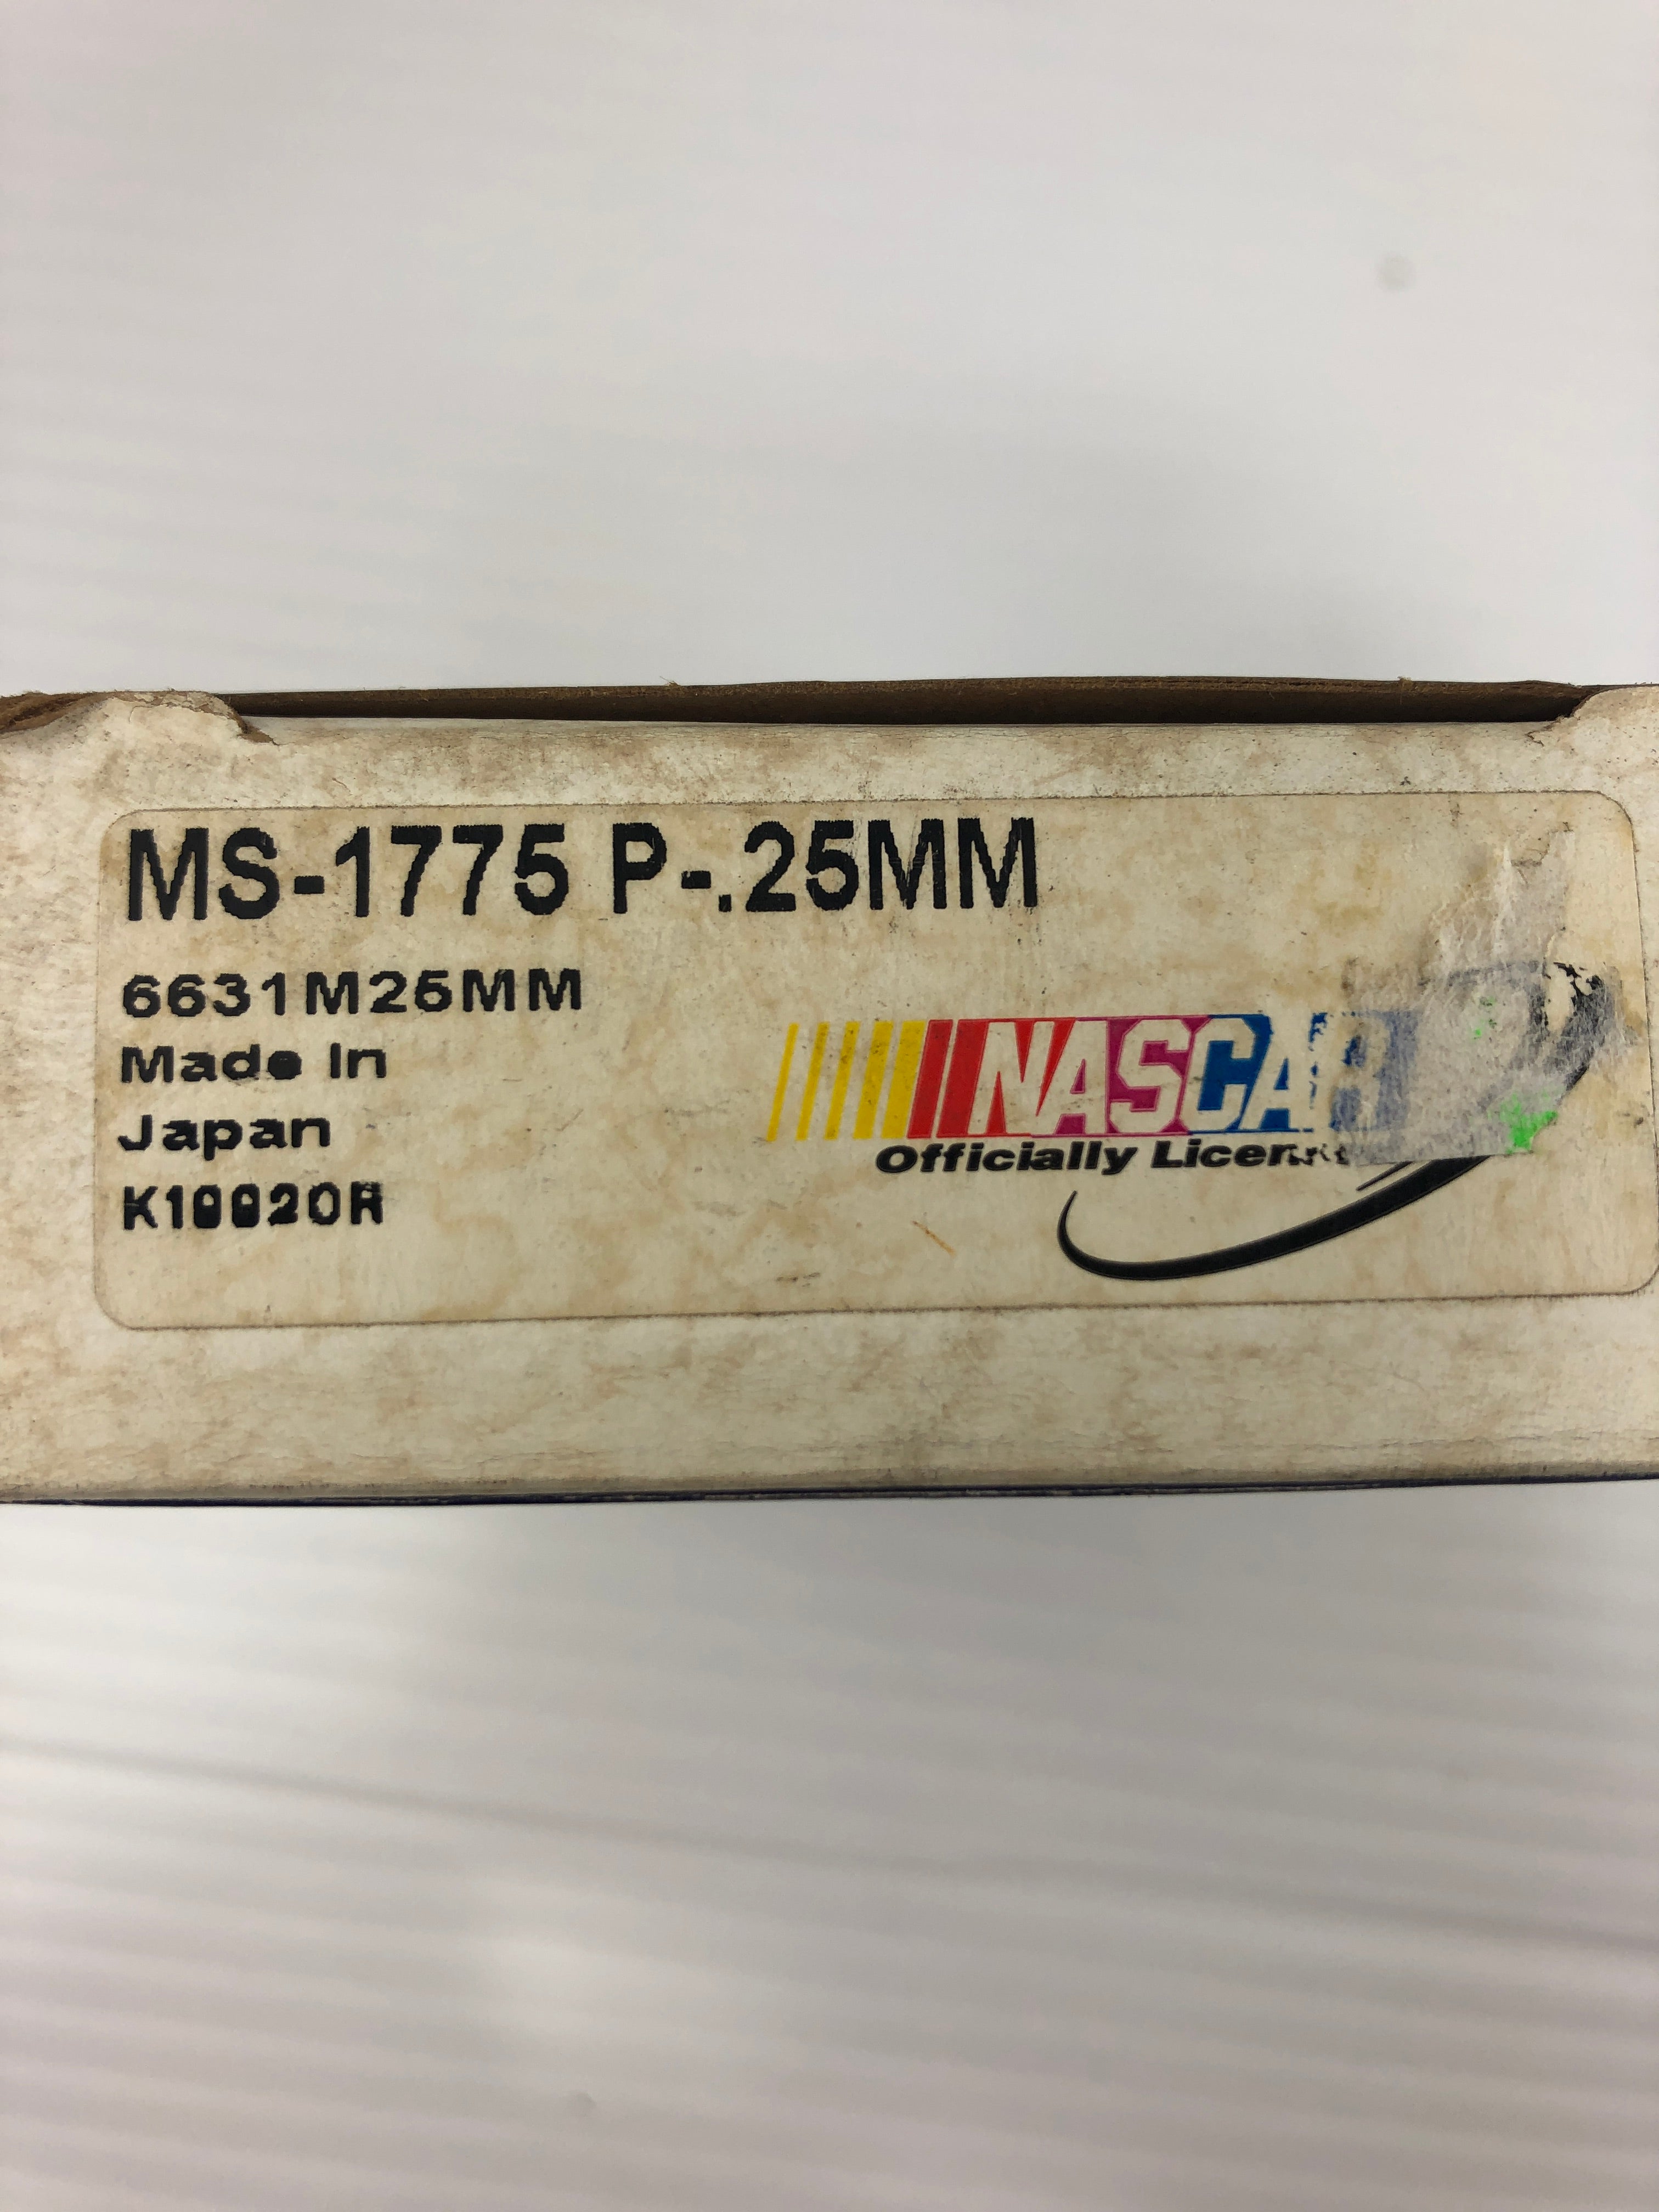 MS-1775 P-.25MM
6631M25MM
Made In
Japan
K10020R
NASCAR
Officially